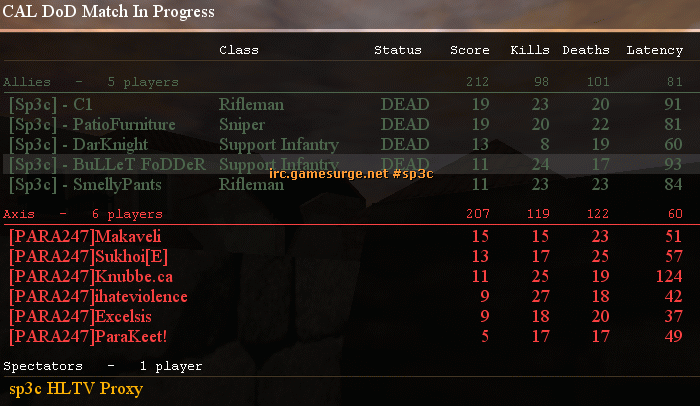 CAL DoD Match In Progress
Class Status Score Kills Deaths Latency
Allies - 5 players 212 98 101 81
[Sp3c] - C1 Rifleman DEAD 19 23 20 91
[Sp3c] - PatioFurniture Sniper DEAD 19 20 22 81
[Sp3c] - DarKnight Support Infantry DEAD 13 8 19 60
[Sp3c] - BuLLeT FoDDeR Support Infantry DEAD 11 24 17 93
irc.gamesurge.net #sp3c
[Sp3c] - SmellyPants Rifleman DEAD 11 23 23 84
Axis - 6 players 207 119 122 60
[PARA247]Makaveli 15 15 23 51
[PARA247]Sukhoi[E] 13 17 25 57
[PARA247]Knubbe.ca 11 25 19 124
[PARA247]ihateviolence 9 27 18 42
[PARA247]Excelsis 9 18 20 37
[PARA247]ParaKeet! 5 17 17 49
Spectators - 1 player
sp3c HLTV Proxy